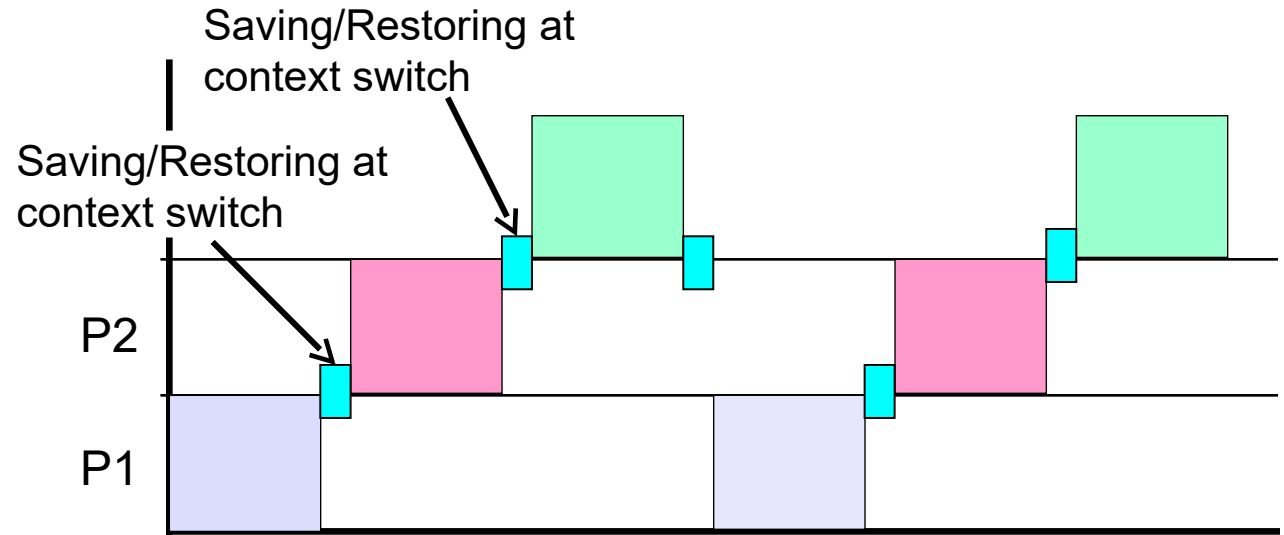 Saving/Restoring at
context switch
Saving/Restoring at
context switch
P2
P1